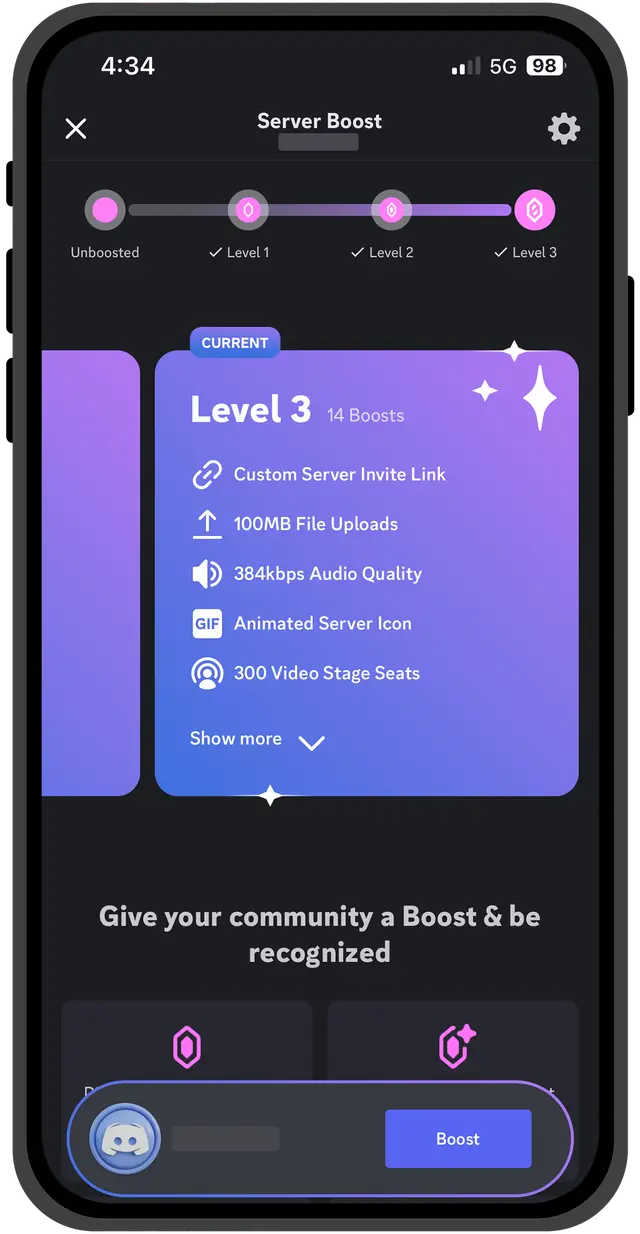 4:34
5G 98
Server Boost
Unboosted
Level 1
Level 2
Level 3
CURRENT
Level 3 14 Boosts
Custom Server Invite Link
100MB File Uploads
384kbps Audio Quality
GIF Animated Server Icon
300 Video Stage Seats
Show more
Give your community a Boost & be
recognized
Boost